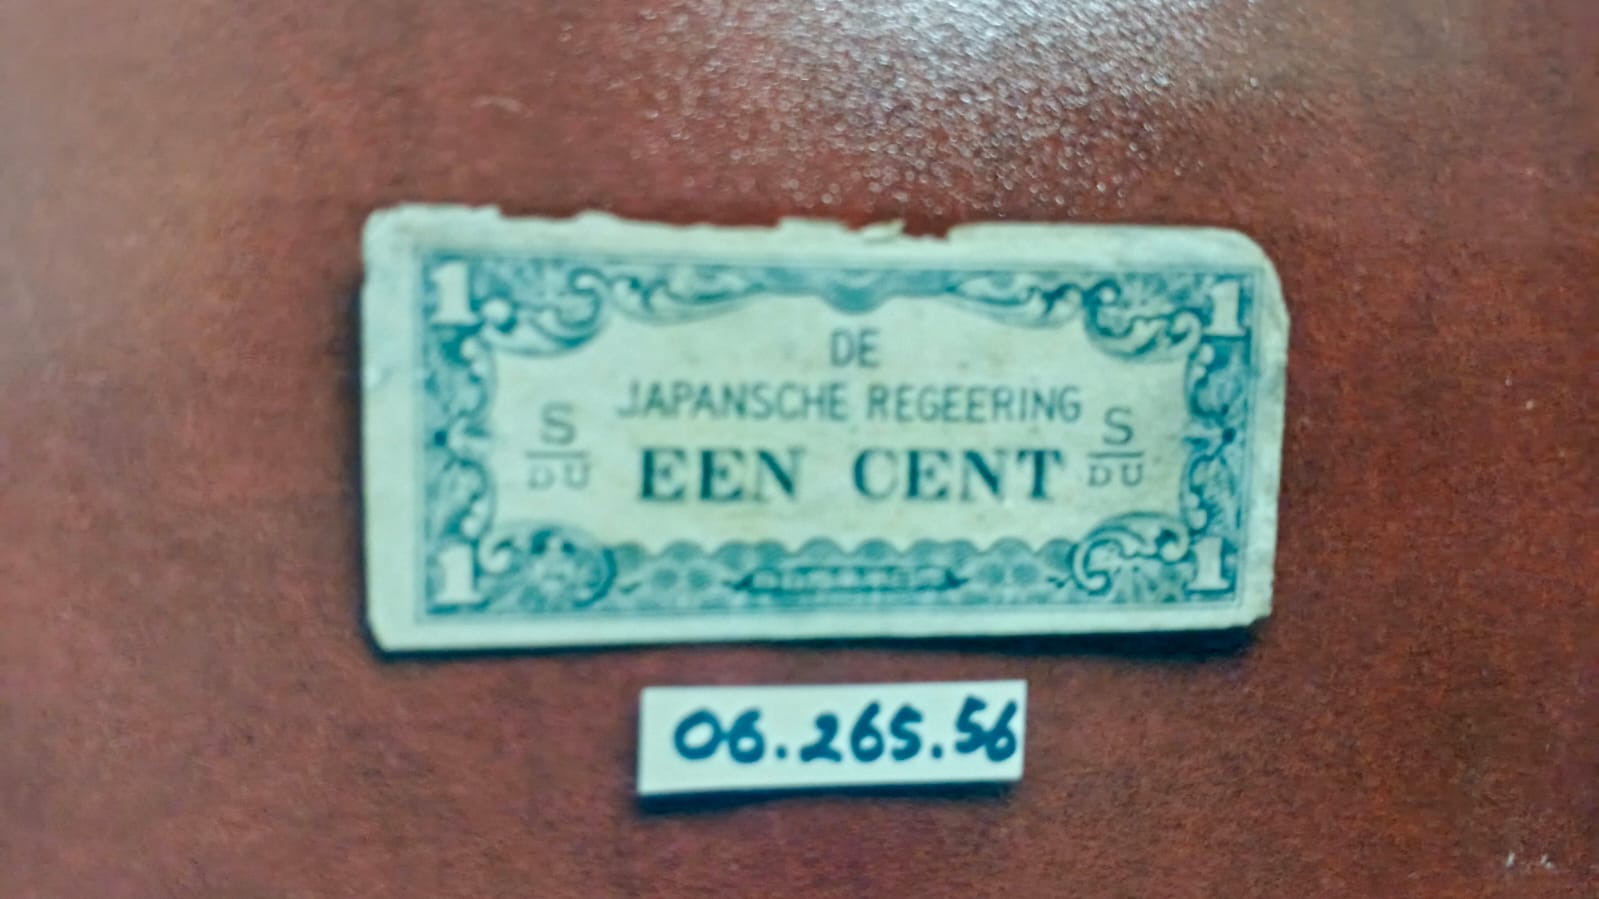 1 1
DE
JAPANSCHE REGEERING
S S
DU DU
EEN CENT
1 1
06.265.56